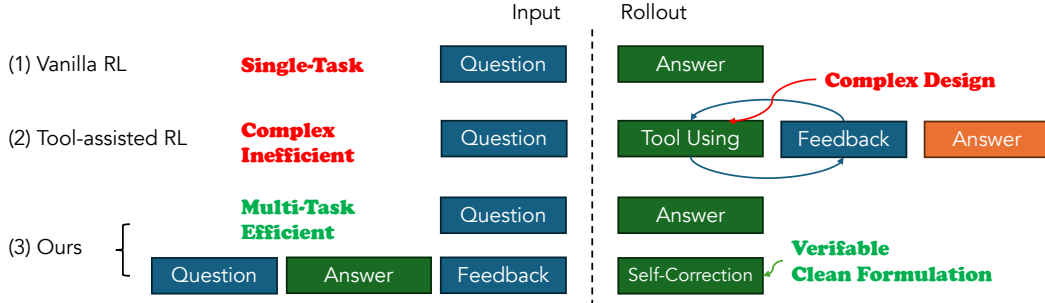 Input Rollout
(1) Vanilla RL Single-Task Question Answer
Complex Design
(2) Tool-assisted RL Complex Inefficient Question Tool Using Feedback Answer
Multi-Task Efficient Question Answer
(3) Ours
Question Answer Feedback Self-Correction
Verifable
Clean Formulation